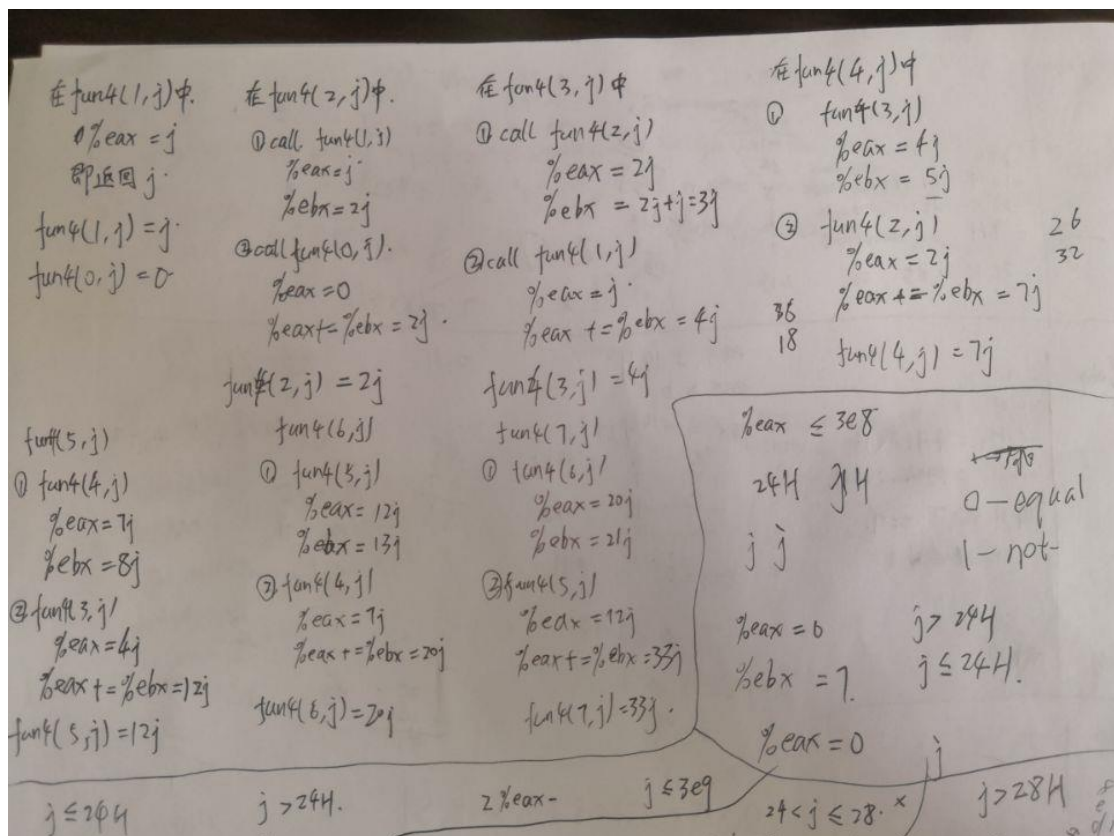 在fun4(1,j)中.
%eax = j
即返回 j.
fun4(1,j) = j.
fun4(0,j) = 0
在fun4(2,j)中.
① call fun4(1,j)
%eax = j
%ebx = 2j
② call fun4(0,j).
%eax = 0
%eax += %ebx = 2j.
fun4(2,j) = 2j
在fun4(3,j)中
① call fun4(2,j)
%eax = 2j
%ebx = 2j+j=3j
② call fun4(1,j)
%eax = j.
%eax += %ebx = 4j
fun4(3,j) = 4j
在fun4(4,j)中
① fun4(3,j)
%eax = 4j
%ebx = 5j
② fun4(2,j)
%eax = 2j
%eax += %ebx = 7j
fun4(4,j) = 7j
26
32
36
18
fun4(5,j)
① fun4(4,j)
%eax = 7j
%ebx = 8j
② fun4(3,j)
%eax = 4j
%eax += %ebx = 12j
fun4(5,j) = 12j
fun4(6,j)
① fun4(5,j)
%eax = 12j
%ebx = 13j
② fun4(4,j)
%eax = 7j
%eax += %ebx = 20j
fun4(6,j) = 20j
fun4(7,j)
① fun4(6,j)
%eax = 20j
%ebx = 21j
② fun4(5,j)
%eax = 12j
%eax += %ebx = 33j
fun4(7,j) = 33j.
%eax ≤ 3e8
24H H
j j
0 - equal
1 - not-
%eax = 0 j > 24H
%ebx = 7. j ≤ 24H.
%eax = 0 j
j ≤ 24H j > 24H. 2 %eax - j ≤ 3e9 24 < j ≤ 28. × j > 28H